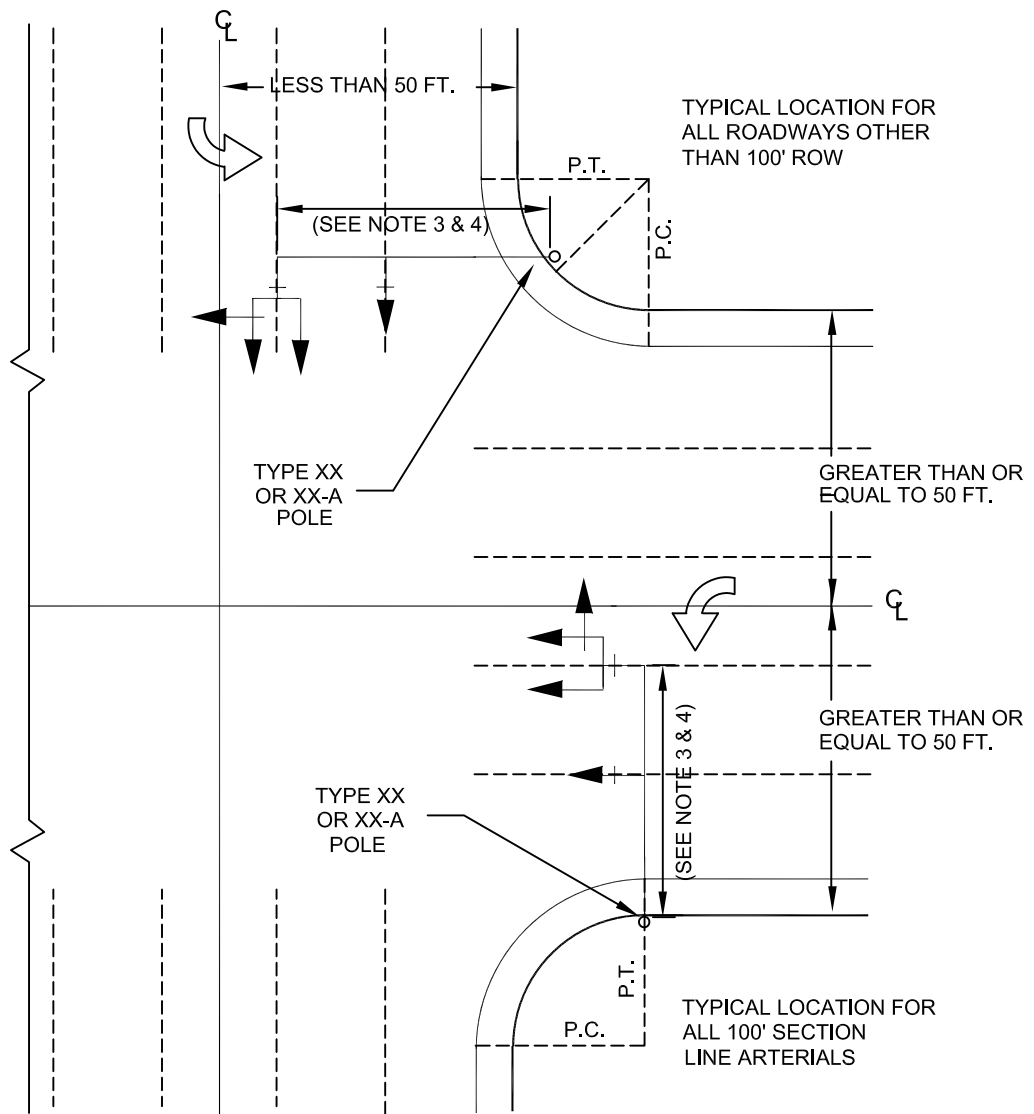 ℄
LESS THAN 50 FT.
TYPICAL LOCATION FOR
ALL ROADWAYS OTHER
THAN 100' ROW
P.T.
(SEE NOTE 3 & 4)
P.C.
TYPE XX
OR XX-A
POLE
GREATER THAN OR
EQUAL TO 50 FT.
℄
GREATER THAN OR
EQUAL TO 50 FT.
(SEE NOTE 3 & 4)
TYPE XX
OR XX-A
POLE
P.T.
P.C.
TYPICAL LOCATION FOR
ALL 100' SECTION
LINE ARTERIALS